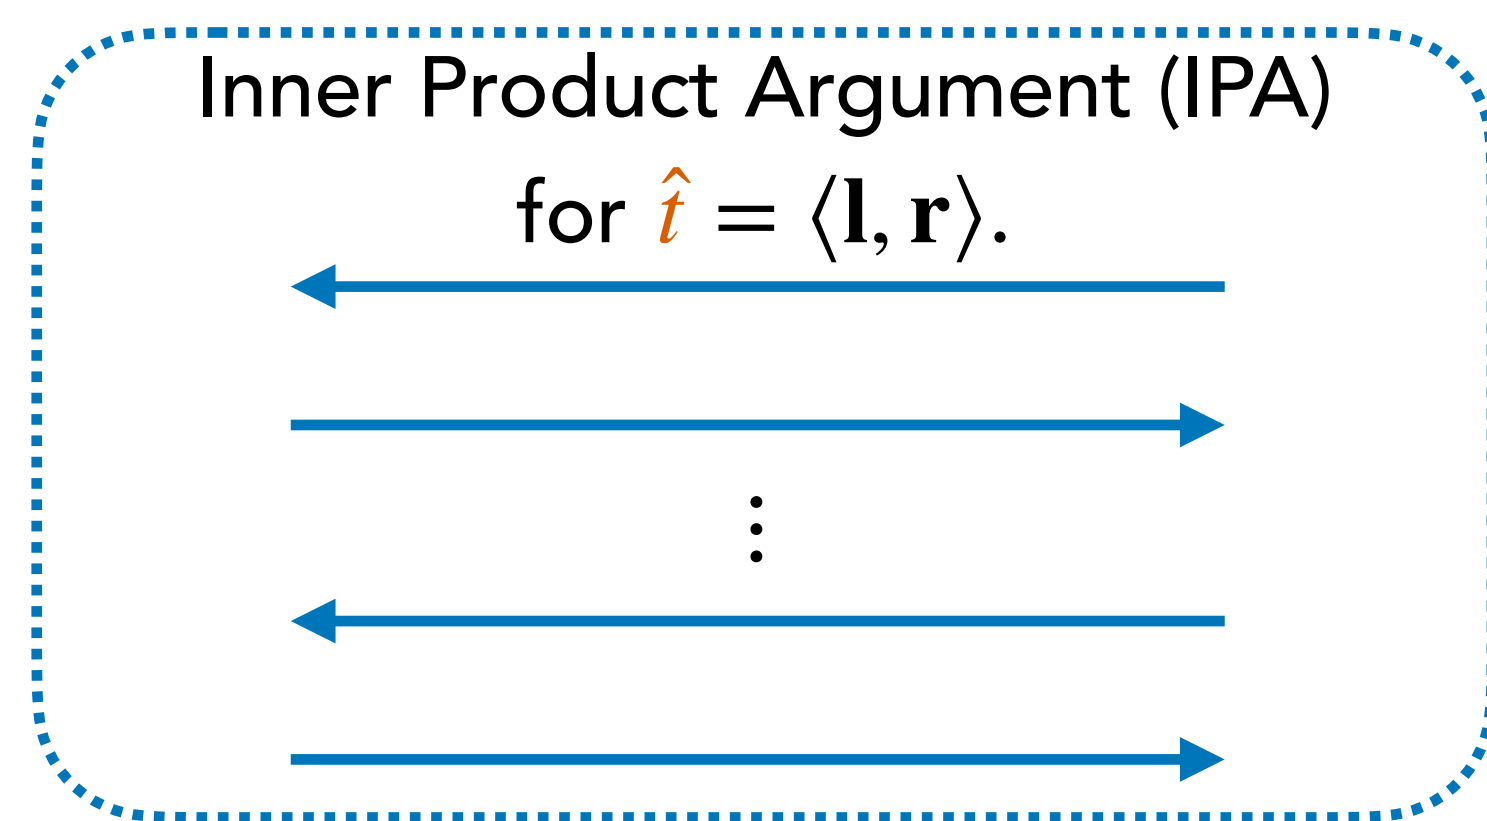 Inner Product Argument (IPA)
for t̂ = ⟨l, r⟩.
⋮